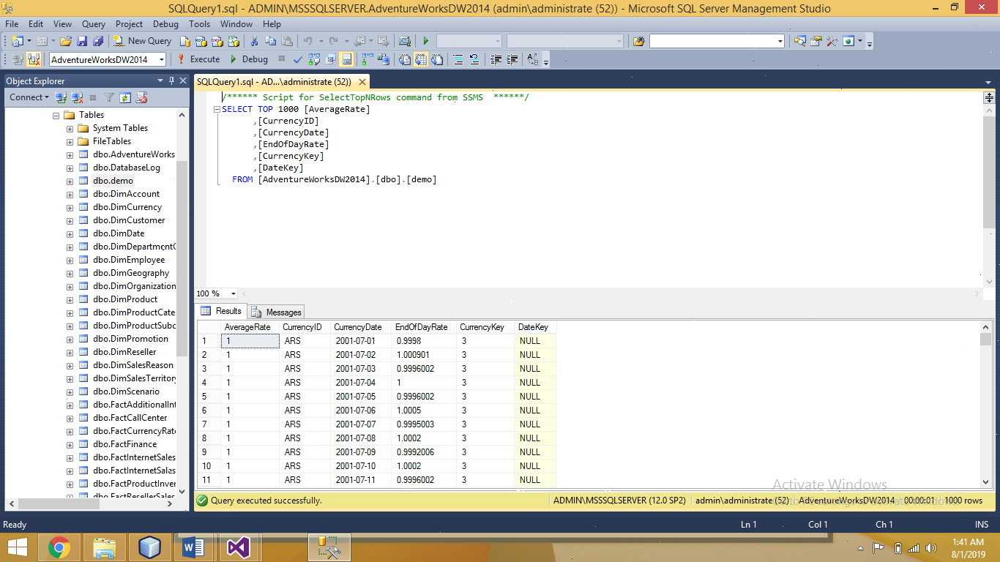 SQLQuery1.sql - ADMIN\MSSSQLSERVER.AdventureWorksDW2014 (admin\administrate (52)) - Microsoft SQL Server Management Studio
File Edit View Query Project Debug Tools Window Help
New Query
AdventureWorksDW2014 Execute Debug
Object Explorer
Connect
Tables
System Tables
FileTables
dbo.AdventureWorks
dbo.DatabaseLog
dbo.demo
dbo.DimAccount
dbo.DimCurrency
dbo.DimCustomer
dbo.DimDate
dbo.DimDepartmentG
dbo.DimEmployee
dbo.DimGeography
dbo.DimOrganization
dbo.DimProduct
dbo.DimProductCate
dbo.DimProductSubc
dbo.DimPromotion
dbo.DimReseller
dbo.DimSalesReason
dbo.DimSalesTerritory
dbo.DimScenario
dbo.FactAdditionalInt
dbo.FactCallCenter
dbo.FactCurrencyRate
dbo.FactFinance
dbo.FactInternetSales
dbo.FactInternetSales
dbo.FactProductInver
dbo.FactResellerSales
SQLQuery1.sql - AD...\administrate (52))
/****** Script for SelectTopNRows command from SSMS ******/
SELECT TOP 1000 [AverageRate]
,[CurrencyID]
,[CurrencyDate]
,[EndOfDayRate]
,[CurrencyKey]
,[DateKey]
FROM [AdventureWorksDW2014].[dbo].[demo]
100 %
Results Messages
AverageRate CurrencyID CurrencyDate EndOfDayRate CurrencyKey DateKey
1 1 ARS 2001-07-01 0.9998 3 NULL
2 1 ARS 2001-07-02 1.000901 3 NULL
3 1 ARS 2001-07-03 0.9996002 3 NULL
4 1 ARS 2001-07-04 1 3 NULL
5 1 ARS 2001-07-05 0.9996002 3 NULL
6 1 ARS 2001-07-06 1.0005 3 NULL
7 1 ARS 2001-07-07 0.9995003 3 NULL
8 1 ARS 2001-07-08 1.0002 3 NULL
9 1 ARS 2001-07-09 0.9992006 3 NULL
10 1 ARS 2001-07-10 1.0002 3 NULL
11 1 ARS 2001-07-11 0.9996002 3 NULL
Activate Windows
Query executed successfully. ADMIN\MSSSQLSERVER (12.0 SP2) admin\administrate (52) AdventureWorksDW2014 00:00:01 1000 rows
Ready Ln 1 Col 1 Ch 1 INS
1:41 AM
8/1/2019